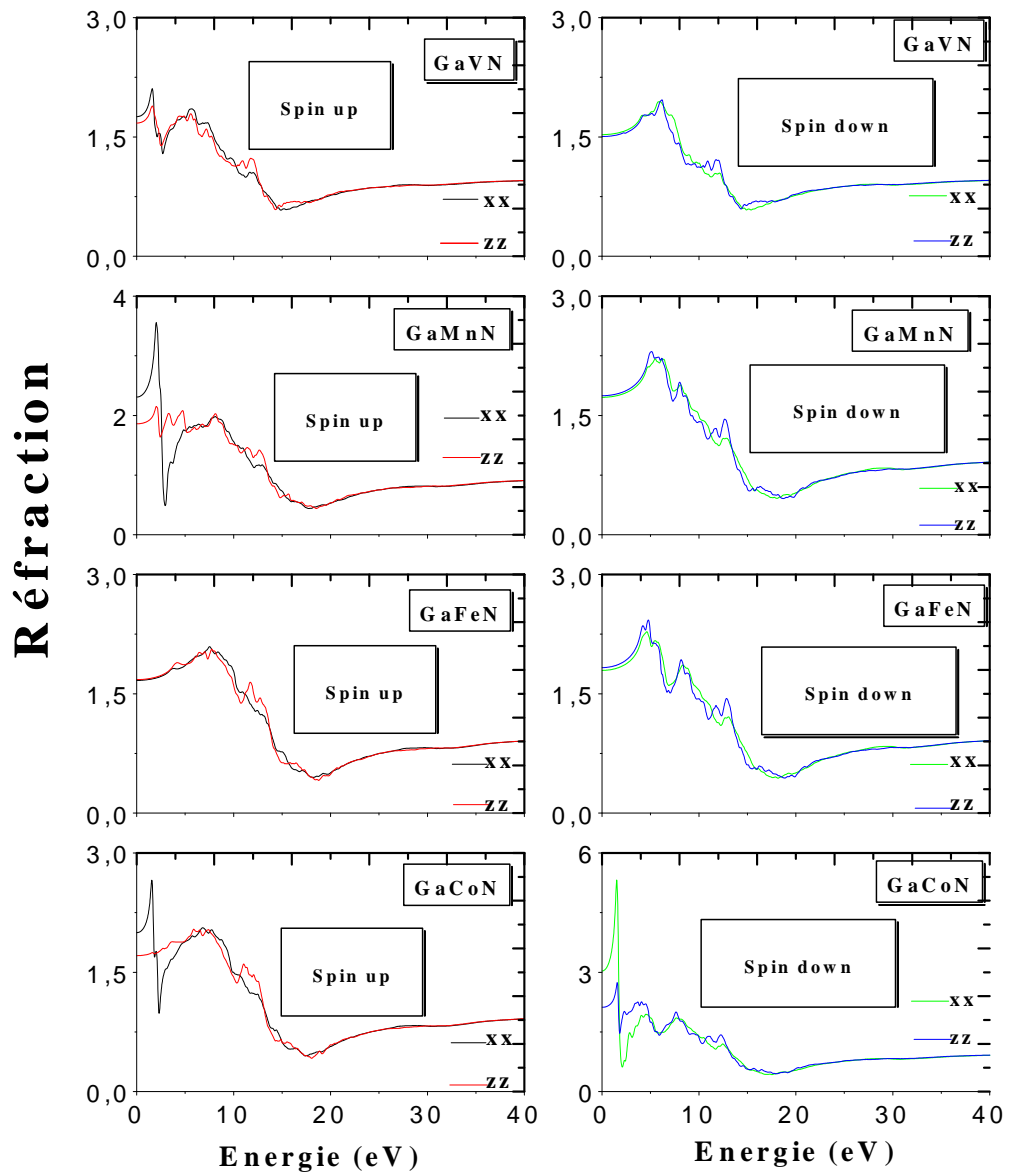 Réfraction
3,0
1,5
0,0
GaVN
Spin up
xx
zz
GaVN
Spin down
3,0
1,5
0,0
xx
zz
4
2
0
GaMnN
Spin up
xx
zz
3,0
1,5
0,0
GaMnN
Spin down
xx
zz
3,0
1,5
0,0
GaFeN
Spin up
xx
zz
3,0
1,5
0,0
GaFeN
Spin down
xx
zz
3,0
1,5
0,0
GaCoN
Spin up
xx
zz
0 10 20 30 40
Energie (eV)
6
3
0
GaCoN
Spin down
xx
zz
0 10 20 30 40
Energie (eV)